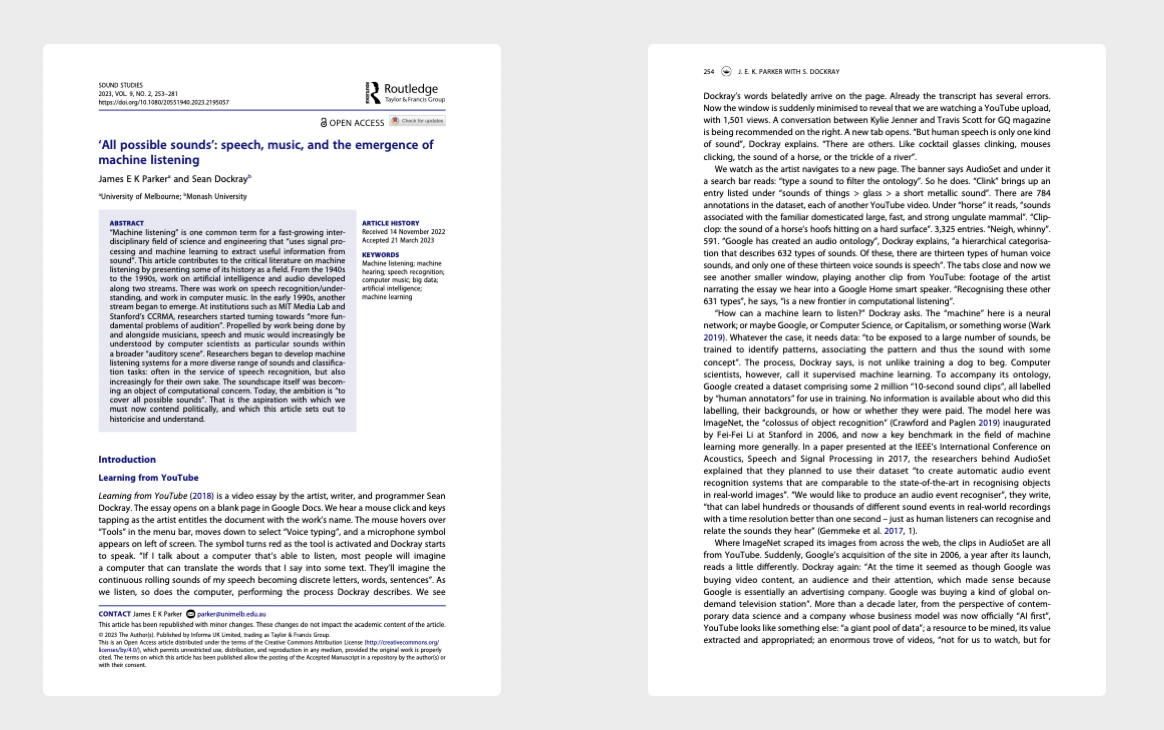 SOUND STUDIES
2023, VOL. 9, NO. 2, 253–281
https://doi.org/10.1080/20551940.2023.2195057
ROUTLEDGE
Routledge
Taylor & Francis Group
OPEN ACCESS
Check for updates
‘All possible sounds’: speech, music, and the emergence of
machine listening
James E K Parkerᵃ and Sean Dockrayᵇ
ᵃUniversity of Melbourne; ᵇMonash University
ABSTRACT
“Machine listening” is one common term for a fast-growing inter-
disciplinary field of science and engineering that “uses signal pro-
cessing and machine learning to extract useful information from
sound”. This article contributes to the critical literature on machine
listening by presenting some of its history as a field. From the 1940s
to the 1990s, work on artificial intelligence and audio developed
along two streams. There was work on speech recognition/under-
standing, and work in computer music. In the early 1990s, another
stream began to emerge. At institutions such as MIT Media Lab and
Stanford’s CCRMA, researchers started turning towards “more fun-
damental problems of audition”. Propelled by work being done by
and alongside musicians, speech and music would increasingly be
understood by computer scientists as particular sounds within
a broader “auditory scene”. Researchers began to develop machine
listening systems for a more diverse range of sounds and classifica-
tion tasks: often in the service of speech recognition, but also
increasingly for their own sake. The soundscape itself was becom-
ing an object of computational concern. Today, the ambition is “to
cover all possible sounds”. That is the aspiration with which we
must now contend politically, and which this article sets out to
historicise and understand.
ARTICLE HISTORY
Received 14 November 2022
Accepted 21 March 2023
KEYWORDS
Machine listening; machine
hearing; speech recognition;
computer music; big data;
artificial intelligence;
machine learning
Introduction
Learning from YouTube
Learning from YouTube (2018) is a video essay by the artist, writer, and programmer Sean
Dockray. The essay opens on a blank page in Google Docs. We hear a mouse click and keys
tapping as the artist entitles the document with the work’s name. The mouse hovers over
“Tools” in the menu bar, moves down to select “Voice typing”, and a microphone symbol
appears on left of screen. The symbol turns red as the tool is activated and Dockray starts
to speak. “If I talk about a computer that’s able to listen, most people will imagine
a computer that can translate the words that I say into some text. They’ll imagine the
continuous rolling sounds of my speech becoming discrete letters, words, sentences”. As
we listen, so does the computer, performing the process Dockray describes. We see
CONTACT James E K Parker parker@unimelb.edu.au
This article has been republished with minor changes. These changes do not impact the academic content of the article.
© 2023 The Author(s). Published by Informa UK Limited, trading as Taylor & Francis Group.
This is an Open Access article distributed under the terms of the Creative Commons Attribution License (http://creativecommons.org/
licenses/by/4.0/), which permits unrestricted use, distribution, and reproduction in any medium, provided the original work is properly
cited. The terms on which this article has been published allow the posting of the Accepted Manuscript in a repository by the author(s) or
with their consent.
254 J. E. K. PARKER WITH S. DOCKRAY
Dockray’s words belatedly arrive on the page. Already the transcript has several errors.
Now the window is suddenly minimised to reveal that we are watching a YouTube upload,
with 1,501 views. A conversation between Kylie Jenner and Travis Scott for GQ magazine
is being recommended on the right. A new tab opens. “But human speech is only one kind
of sound”, Dockray explains. “There are others. Like cocktail glasses clinking, mouses
clicking, the sound of a horse, or the trickle of a river”.
We watch as the artist navigates to a new page. The banner says AudioSet and under it
a search bar reads: “type a sound to filter the ontology”. So he does. “Clink” brings up an
entry listed under “sounds of things > glass > a short metallic sound”. There are 784
annotations in the dataset, each of another YouTube video. Under “horse” it reads, “sounds
associated with the familiar domesticated large, fast, and strong ungulate mammal”. “Clip-
clop: the sound of a horse’s hoofs hitting on a hard surface”. 3,325 entries. “Neigh, whinny”.
591. “Google has created an audio ontology”, Dockray explains, “a hierarchical categorisa-
tion that describes 632 types of sounds. Of these, there are thirteen types of human voice
sounds, and only one of these thirteen voice sounds is speech”. The tabs close and now we
see another smaller window, playing another clip from YouTube: footage of the artist
narrating the essay we hear into a Google Home smart speaker. “Recognising these other
631 types”, he says, “is a new frontier in computational listening”.
“How can a machine learn to listen?” Dockray asks. The “machine” here is a neural
network; or maybe Google, or Computer Science, or Capitalism, or something worse (Wark
2019). Whatever the case, it needs data: “to be exposed to a large number of sounds, be
trained to identify patterns, associating the pattern and thus the sound with some
concept”. The process, Dockray says, is not unlike training a dog to beg. Computer
scientists, however, call it supervised machine learning. To accompany its ontology,
Google created a dataset comprising some 2 million “10-second sound clips”, all labelled
by “human annotators” for use in training. No information is available about who did this
labelling, their backgrounds, or how or whether they were paid. The model here was
ImageNet, the “colossus of object recognition” (Crawford and Paglen 2019) inaugurated
by Fei-Fei Li at Stanford in 2006, and now a key benchmark in the field of machine
learning more generally. In a paper presented at the IEEE’s International Conference on
Acoustics, Speech and Signal Processing in 2017, the researchers behind AudioSet
explained that they planned to use their dataset “to create automatic audio event
recognition systems that are comparable to the state-of-the-art in recognising objects
in real-world images”. “We would like to produce an audio event recogniser”, they write,
“that can label hundreds or thousands of different sound events in real-world recordings
with a time resolution better than one second – just as human listeners can recognise and
relate the sounds they hear” (Gemmeke et al. 2017, 1).
Where ImageNet scraped its images from across the web, the clips in AudioSet are all
from YouTube. Suddenly, Google’s acquisition of the site in 2006, a year after its launch,
reads a little differently. Dockray again: “At the time it seemed as though Google was
buying video content, an audience and their attention, which made sense because
Google is essentially an advertising company. Google was buying a kind of global on-
demand television station”. More than a decade later, from the perspective of contem-
porary data science and a company whose business model was now officially “AI first”,
YouTube looks like something else: “a giant pool of data”; a resource to be mined, its value
extracted and appropriated; an enormous trove of videos, “not for us to watch, but for